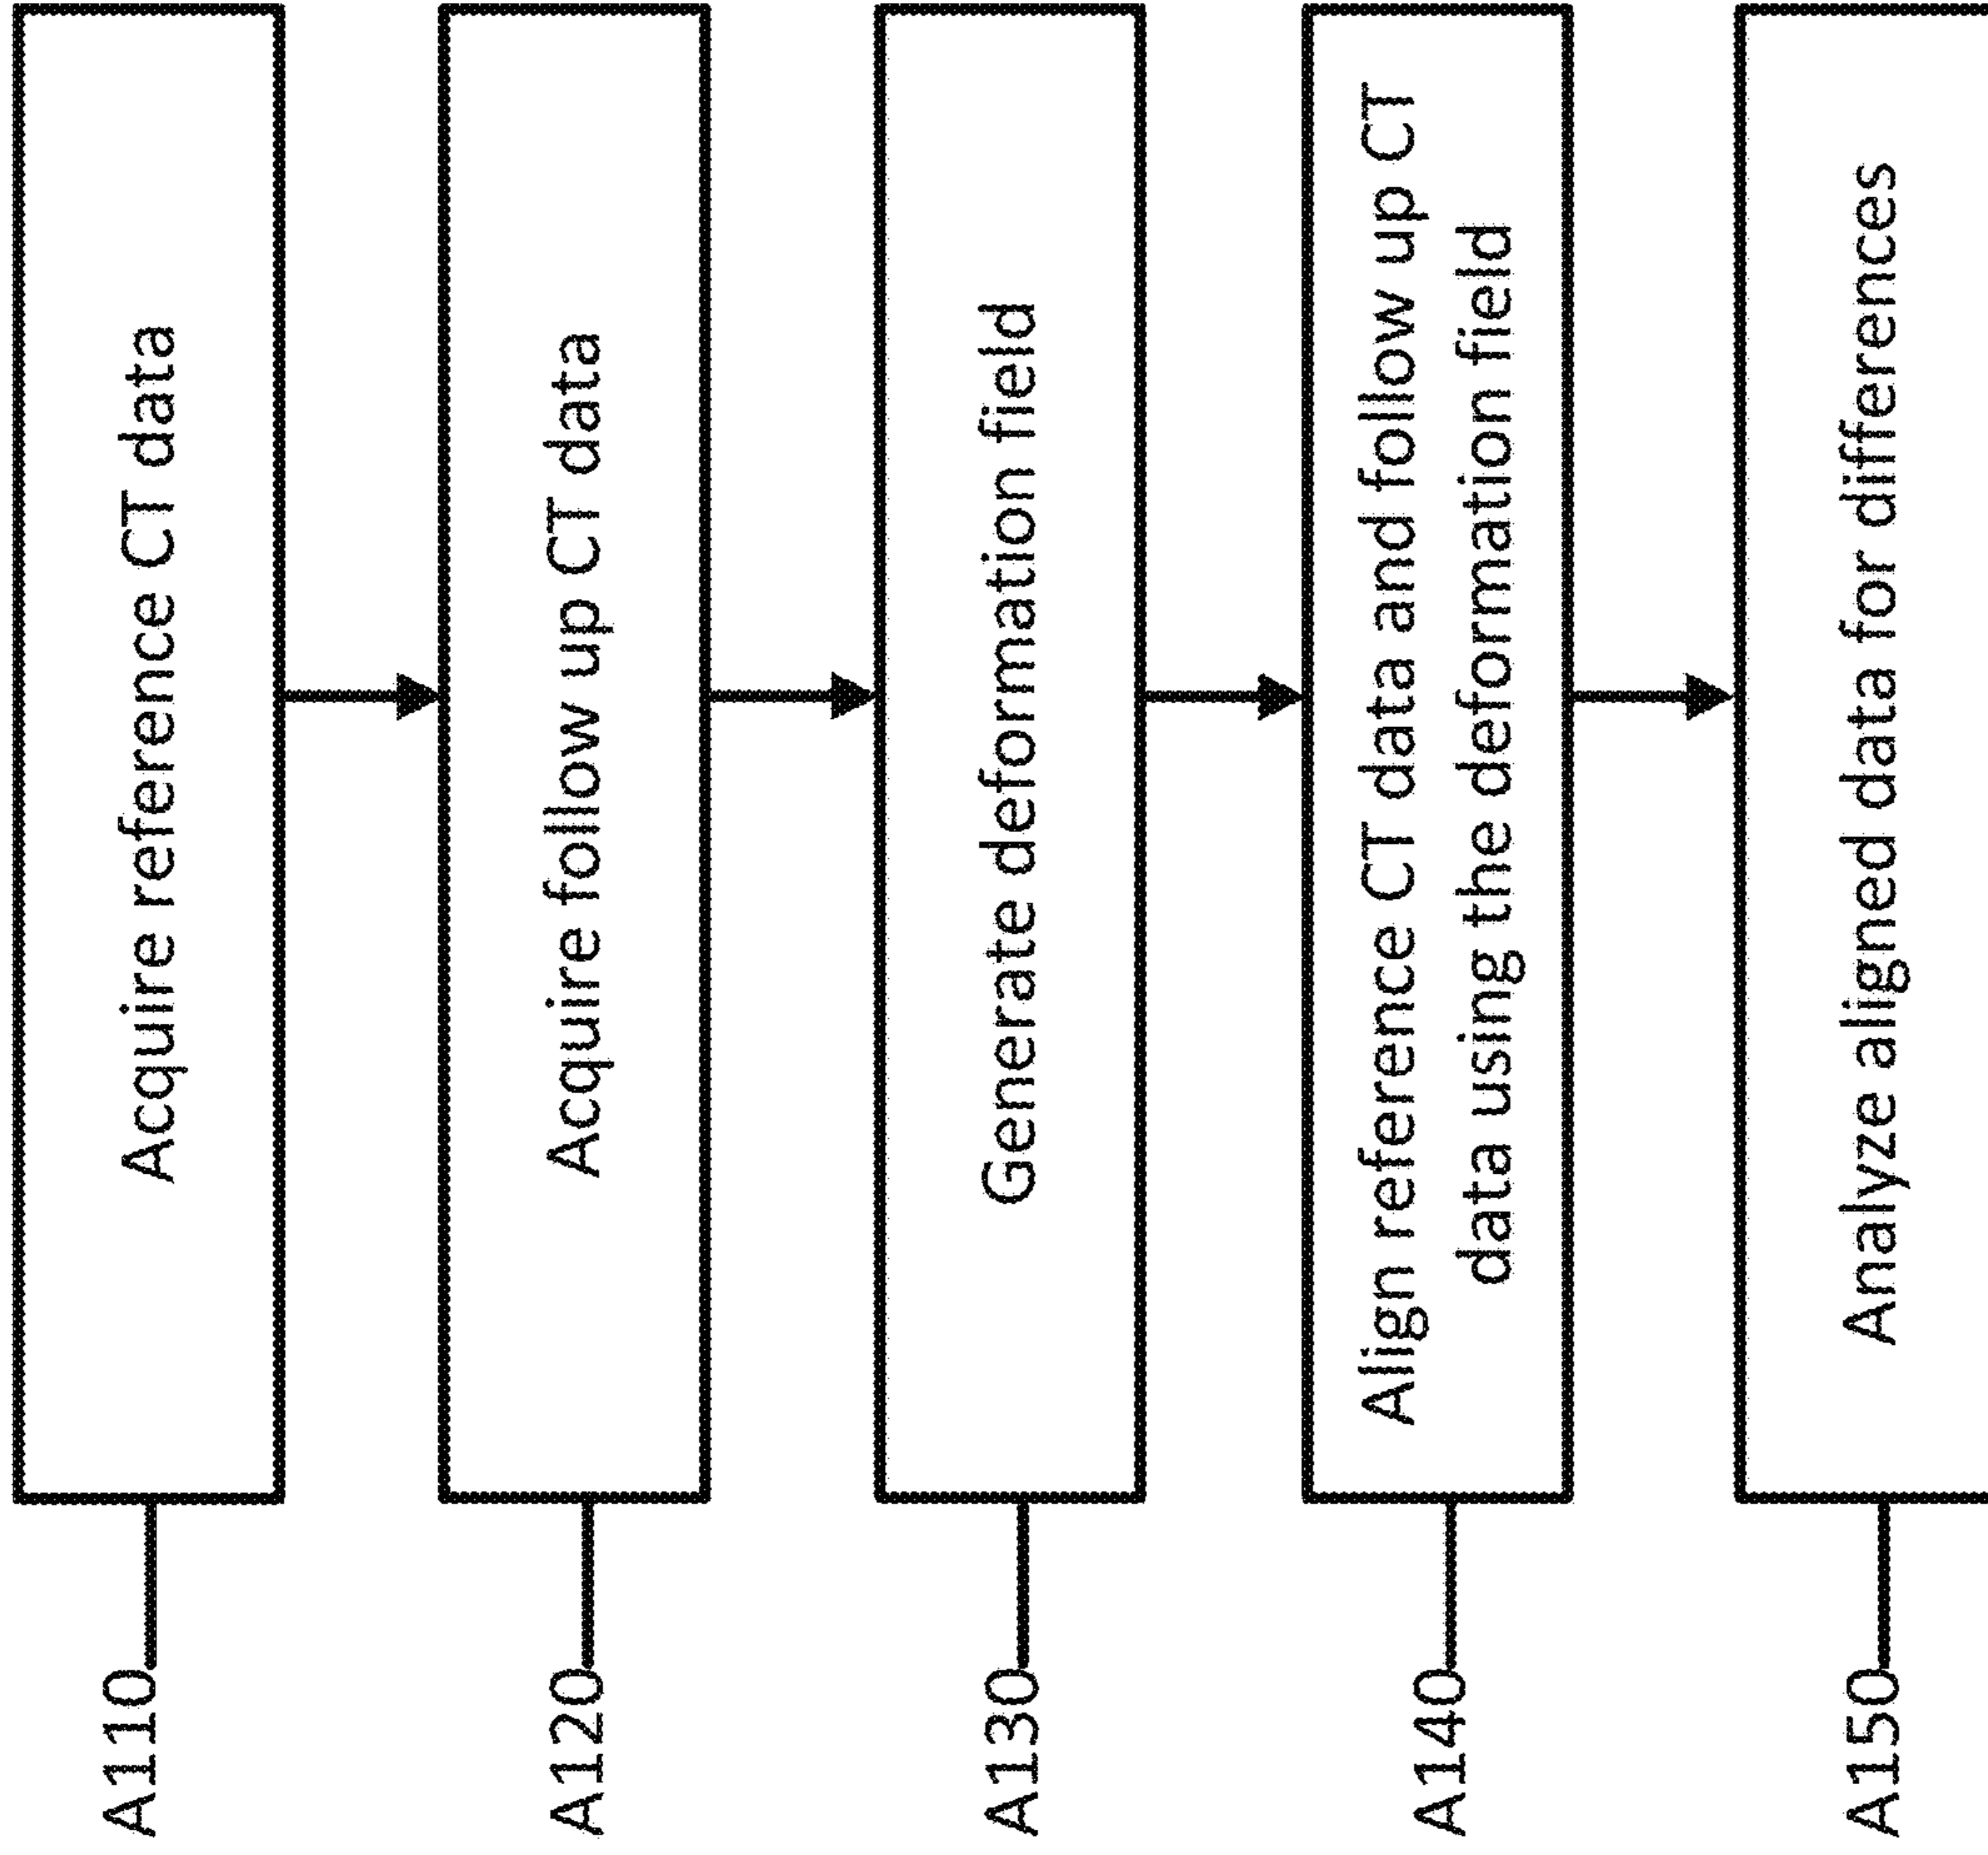 A110
Acquire reference CT data
A120
Acquire follow up CT data
A130
Generate deformation field
A140
Align reference CT data and follow up CT
data using the deformation field
A150
Analyze aligned data for differences